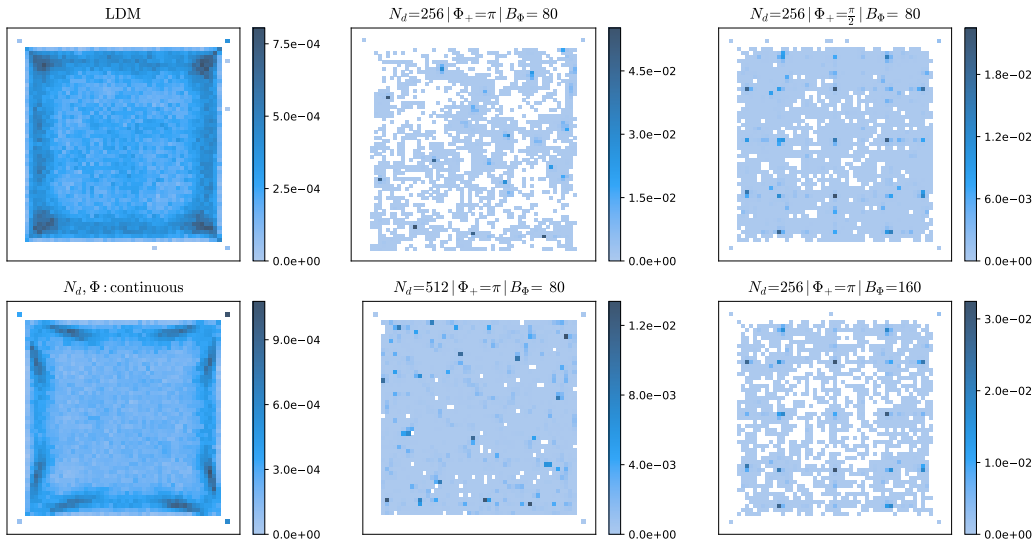 LDM
7.5e−04
5.0e−04
2.5e−04
0.0e+00
N_d=256 | Φ_+=π | B_Φ= 80
4.5e−02
3.0e−02
1.5e−02
0.0e+00
N_d=256 | Φ_+=π/2 | B_Φ= 80
1.8e−02
1.2e−02
6.0e−03
0.0e+00
N_d, Φ : continuous
9.0e−04
6.0e−04
3.0e−04
0.0e+00
N_d=512 | Φ_+=π | B_Φ= 80
1.2e−02
8.0e−03
4.0e−03
0.0e+00
N_d=256 | Φ_+=π | B_Φ=160
3.0e−02
2.0e−02
1.0e−02
0.0e+00